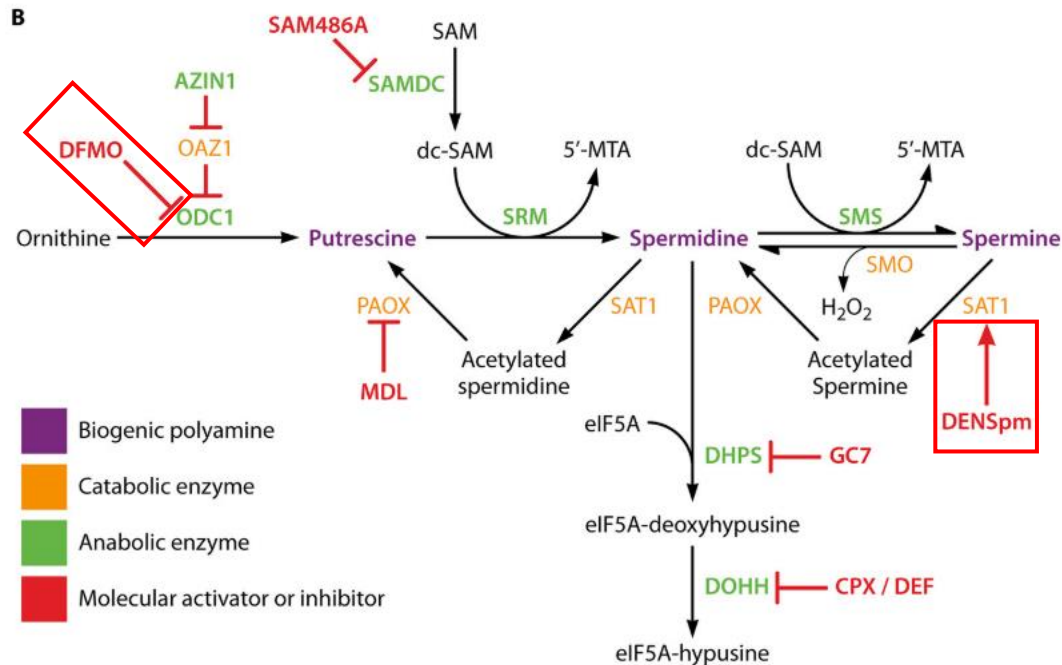 B
SAM486A
SAM
AZIN1
SAMDC
DFMO
OAZ1
dc-SAM
5'-MTA
dc-SAM
5'-MTA
ODC1
SRM
SMS
Ornithine
Putrescine
Spermidine
Spermine
SMO
PAOX
SAT1
PAOX
H₂O₂
SAT1
Acetylated
spermidine
Acetylated
Spermine
MDL
DENSpm
Biogenic polyamine
eIF5A
DHPS
GC7
Catabolic enzyme
eIF5A-deoxyhypusine
Anabolic enzyme
DOHH
CPX / DEF
Molecular activator or inhibitor
eIF5A-hypusine